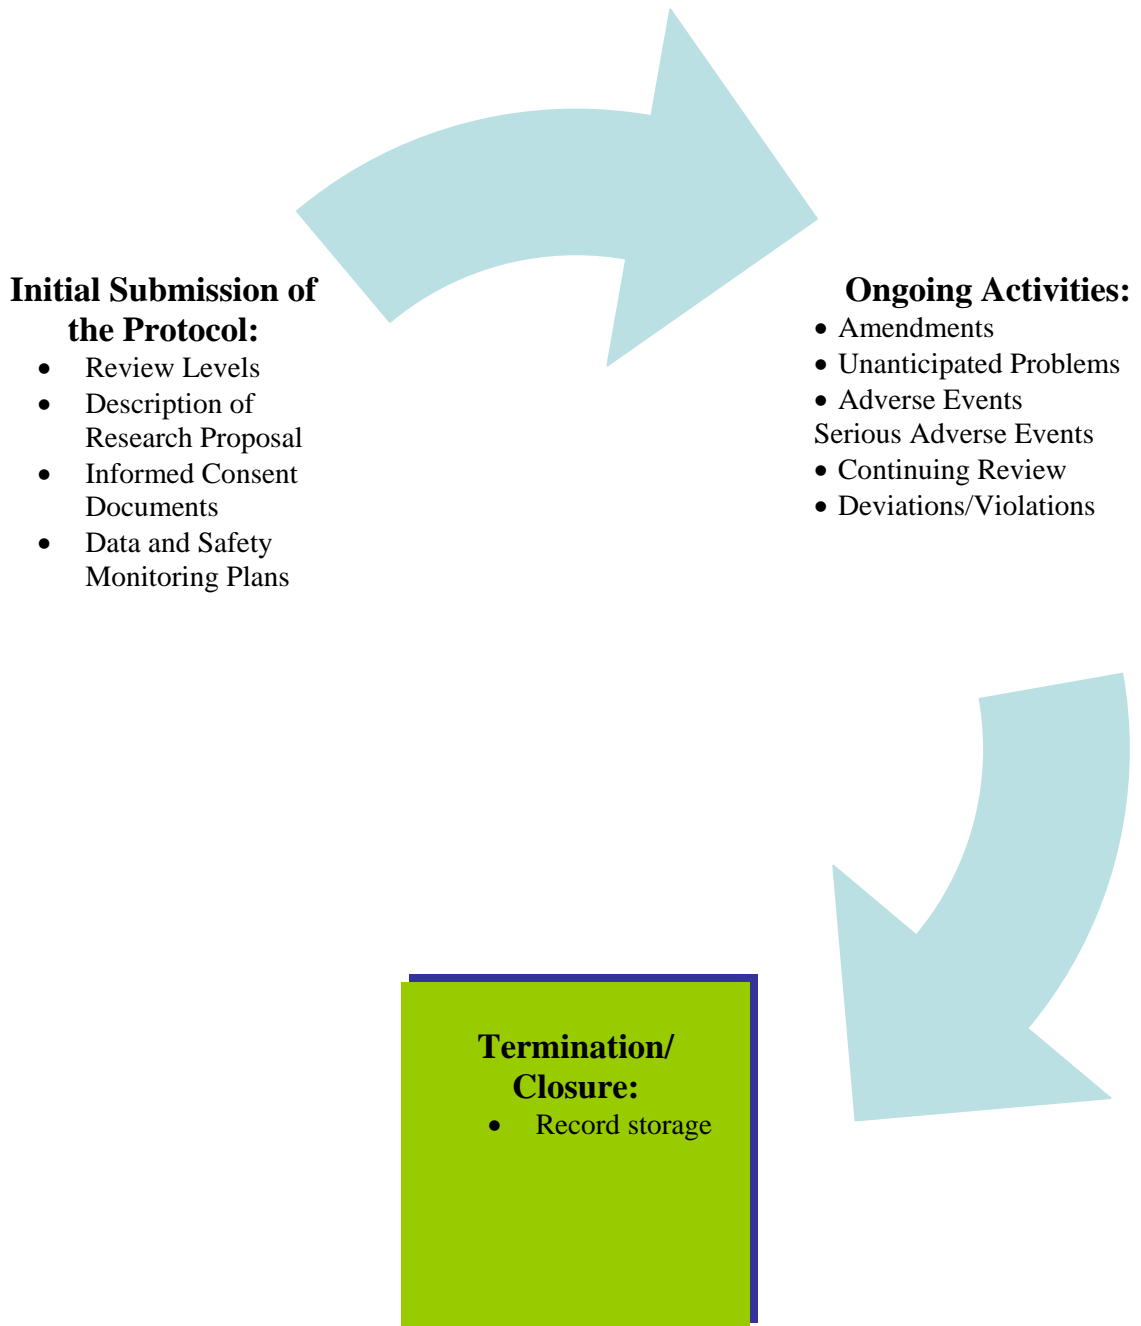 Initial Submission of
the Protocol:
• Review Levels
• Description of
Research Proposal
• Informed Consent
Documents
• Data and Safety
Monitoring Plans
Ongoing Activities:
• Amendments
• Unanticipated Problems
• Adverse Events
Serious Adverse Events
• Continuing Review
• Deviations/Violations
Termination/
Closure:
• Record storage